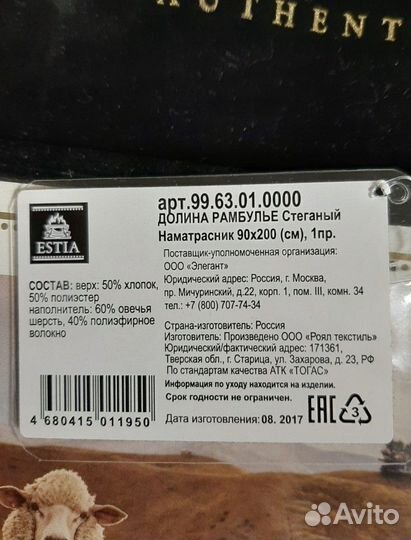 AUTHENT
ESTIA
арт.99.63.01.0000
ДОЛИНА РАМБУЛЬЕ Стеганый
Наматрасник 90х200 (см), 1пр.
Поставщик-уполномоченная организация:
ООО «Элегант»
Юридический адрес: Россия, г. Москва,
пр. Мичуринский, д.22, корп. 1, пом. III, комн. 34
тел.: +7 (800) 707-74-34
СОСТАВ: верх: 50% хлопок,
50% полиэстер
наполнитель: 60% овечья
шерсть, 40% полиэфирное
волокно
Страна-изготовитель: Россия
Изготовитель: Произведено ООО «Роял текстиль»
Юридический/фактический адрес: 171361,
Тверская обл., г. Старица, ул. Захарова, д. 23, РФ
По стандартам качества АТК «ТОГАС»
Информация по уходу находится на изделии.
Срок годности не ограничен.
Дата изготовления:08. 2017
4 680415 011950
EAC
3
Avito